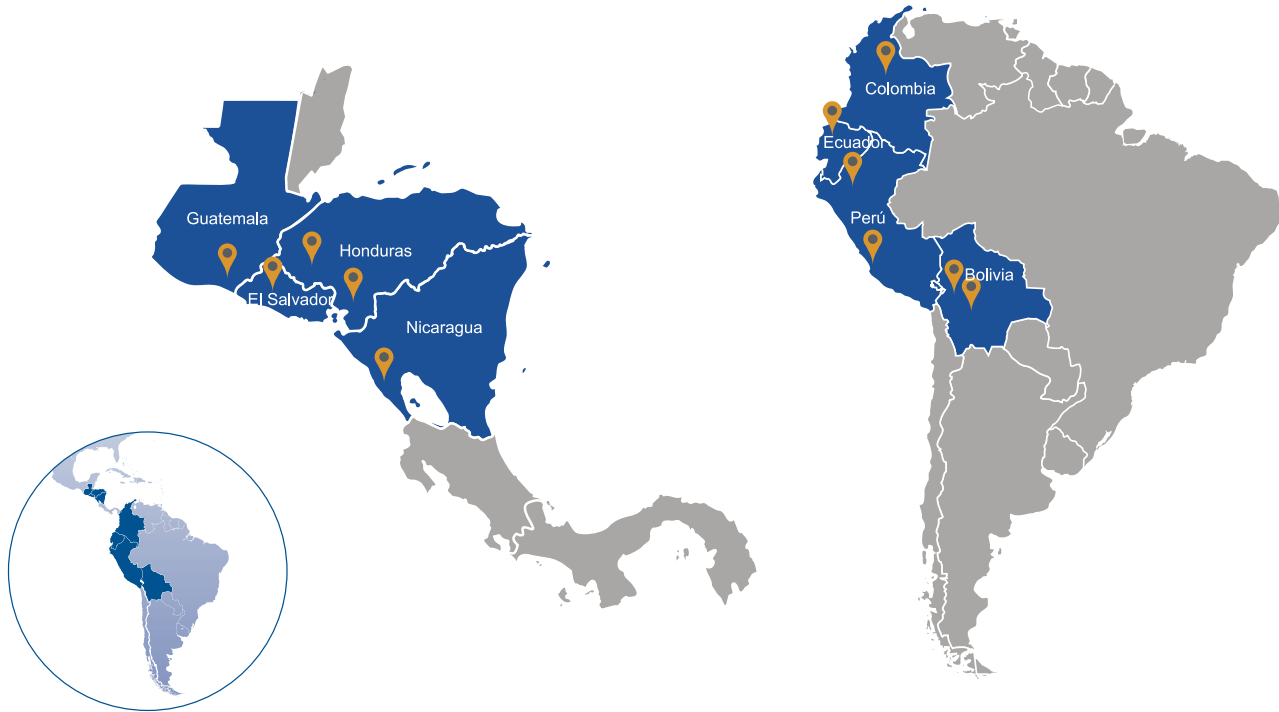 Guatemala
Honduras
El Salvador
Nicaragua
Colombia
Ecuador
Perú
Bolivia